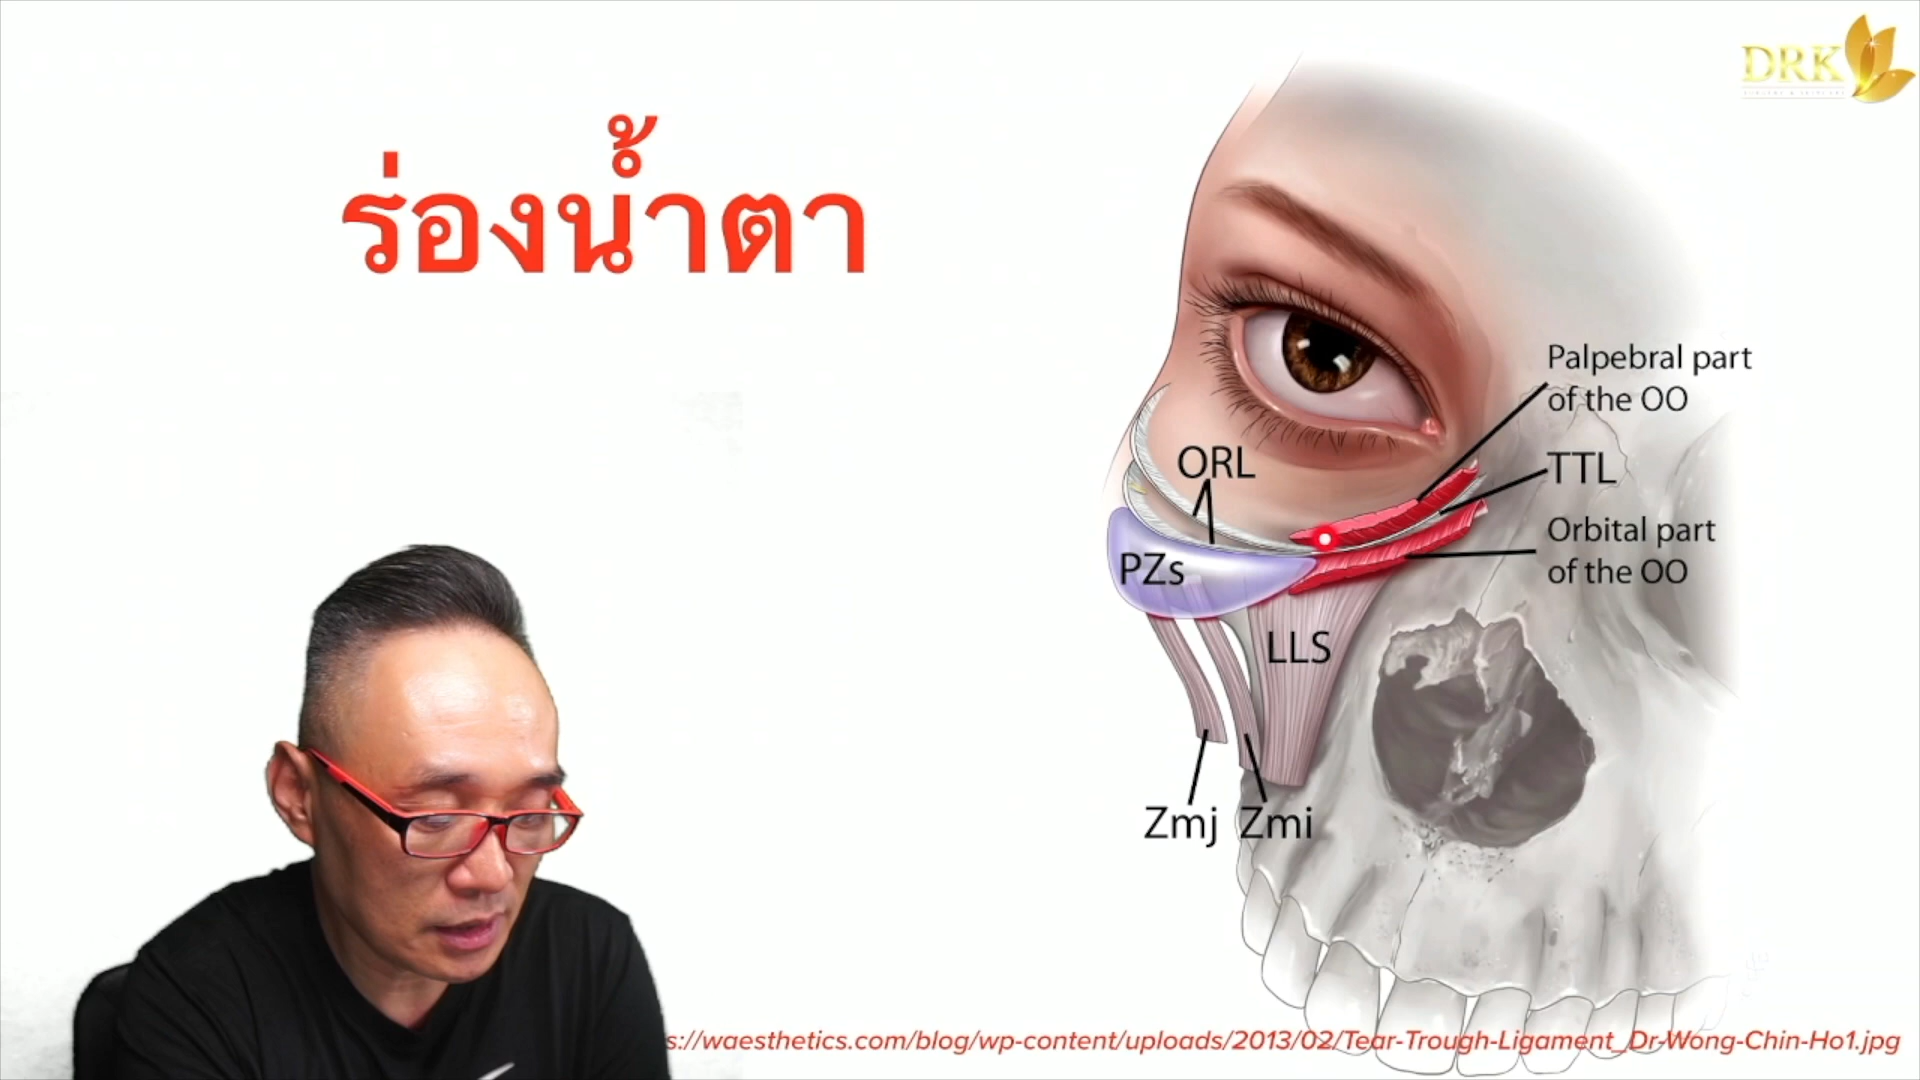 DRK
ร่องน้ำตา
Palpebral part
of the OO
ORL
TTL
Orbital part
of the OO
PZs
LLS
Zmj Zmi
s://waesthetics.com/blog/wp-content/uploads/2013/02/Tear-Trough-Ligament_Dr-Wong-Chin-Ho1.jpg